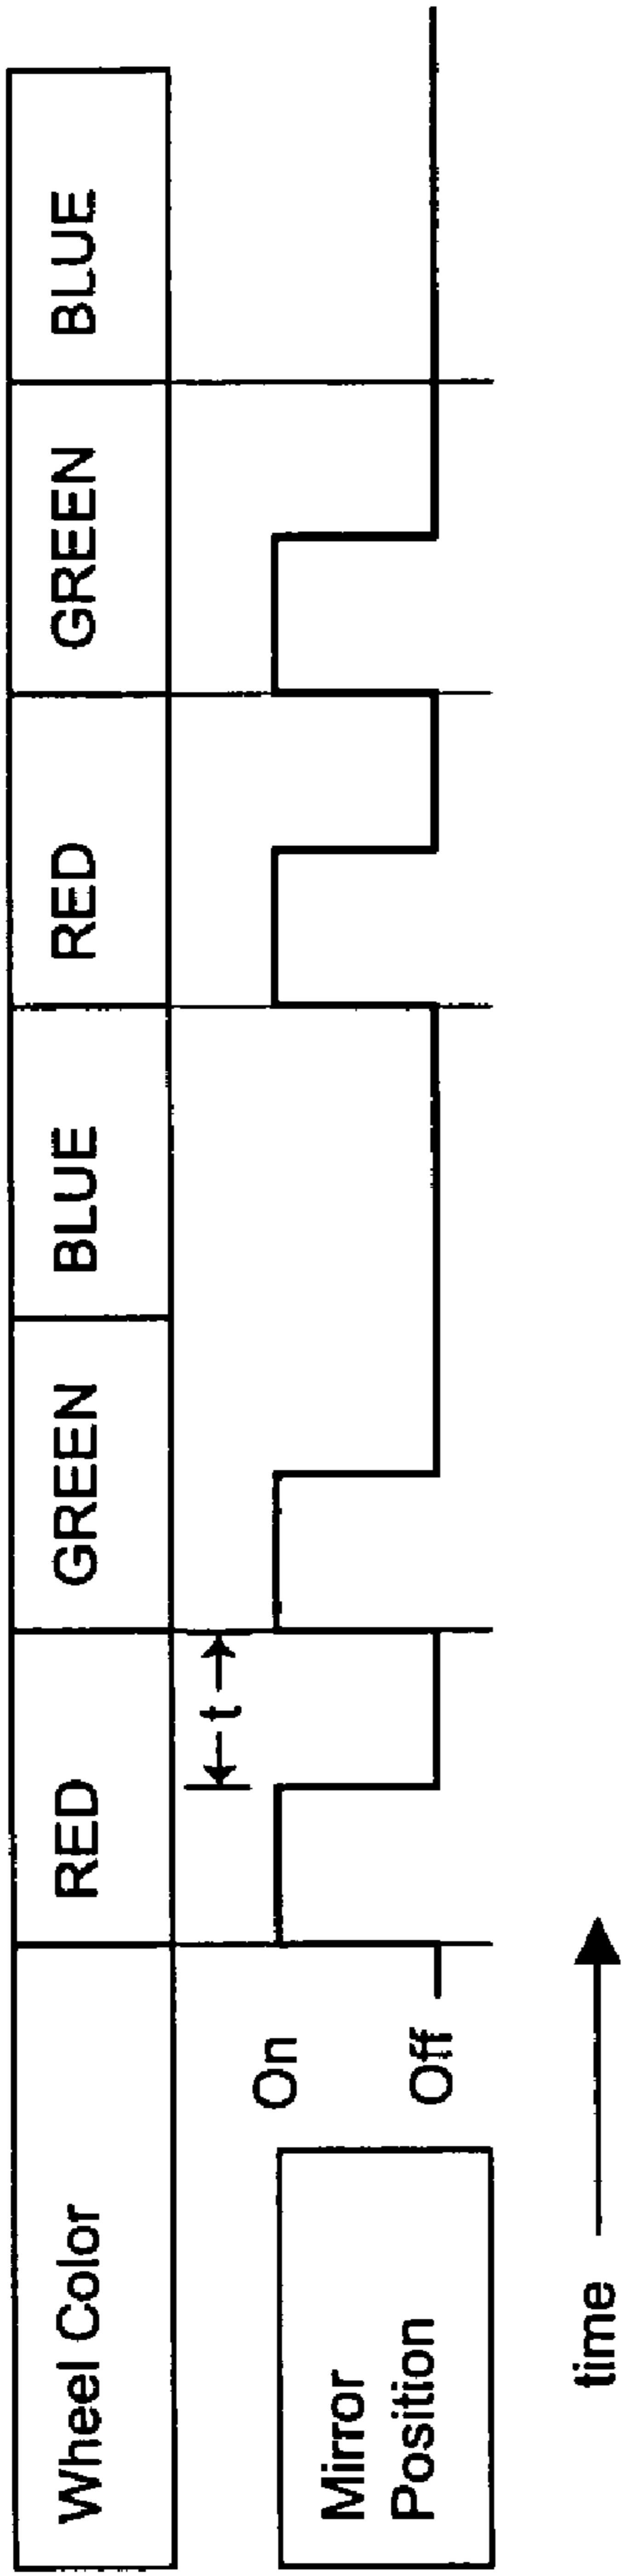 Wheel Color RED GREEN BLUE RED GREEN BLUE
t
On
Mirror
Position
Off
time